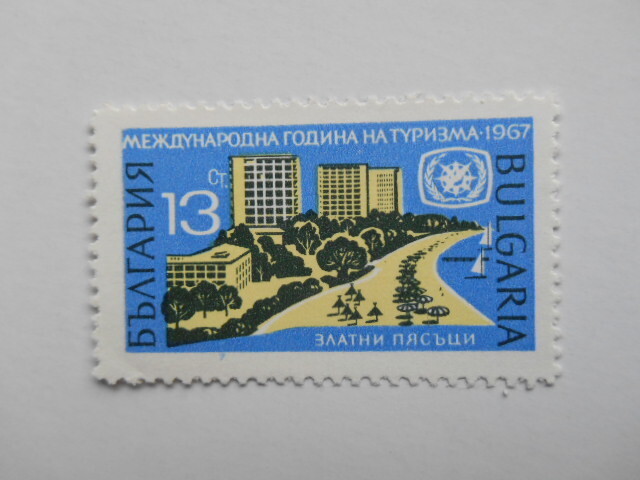 МЕЖДУНАРОДНА ГОДИНА НА ТУРИЗМА·1967
13 Ст.
БЪЛГАРИЯ
BULGARIA
ЗЛАТНИ ПЯСЪЦИ